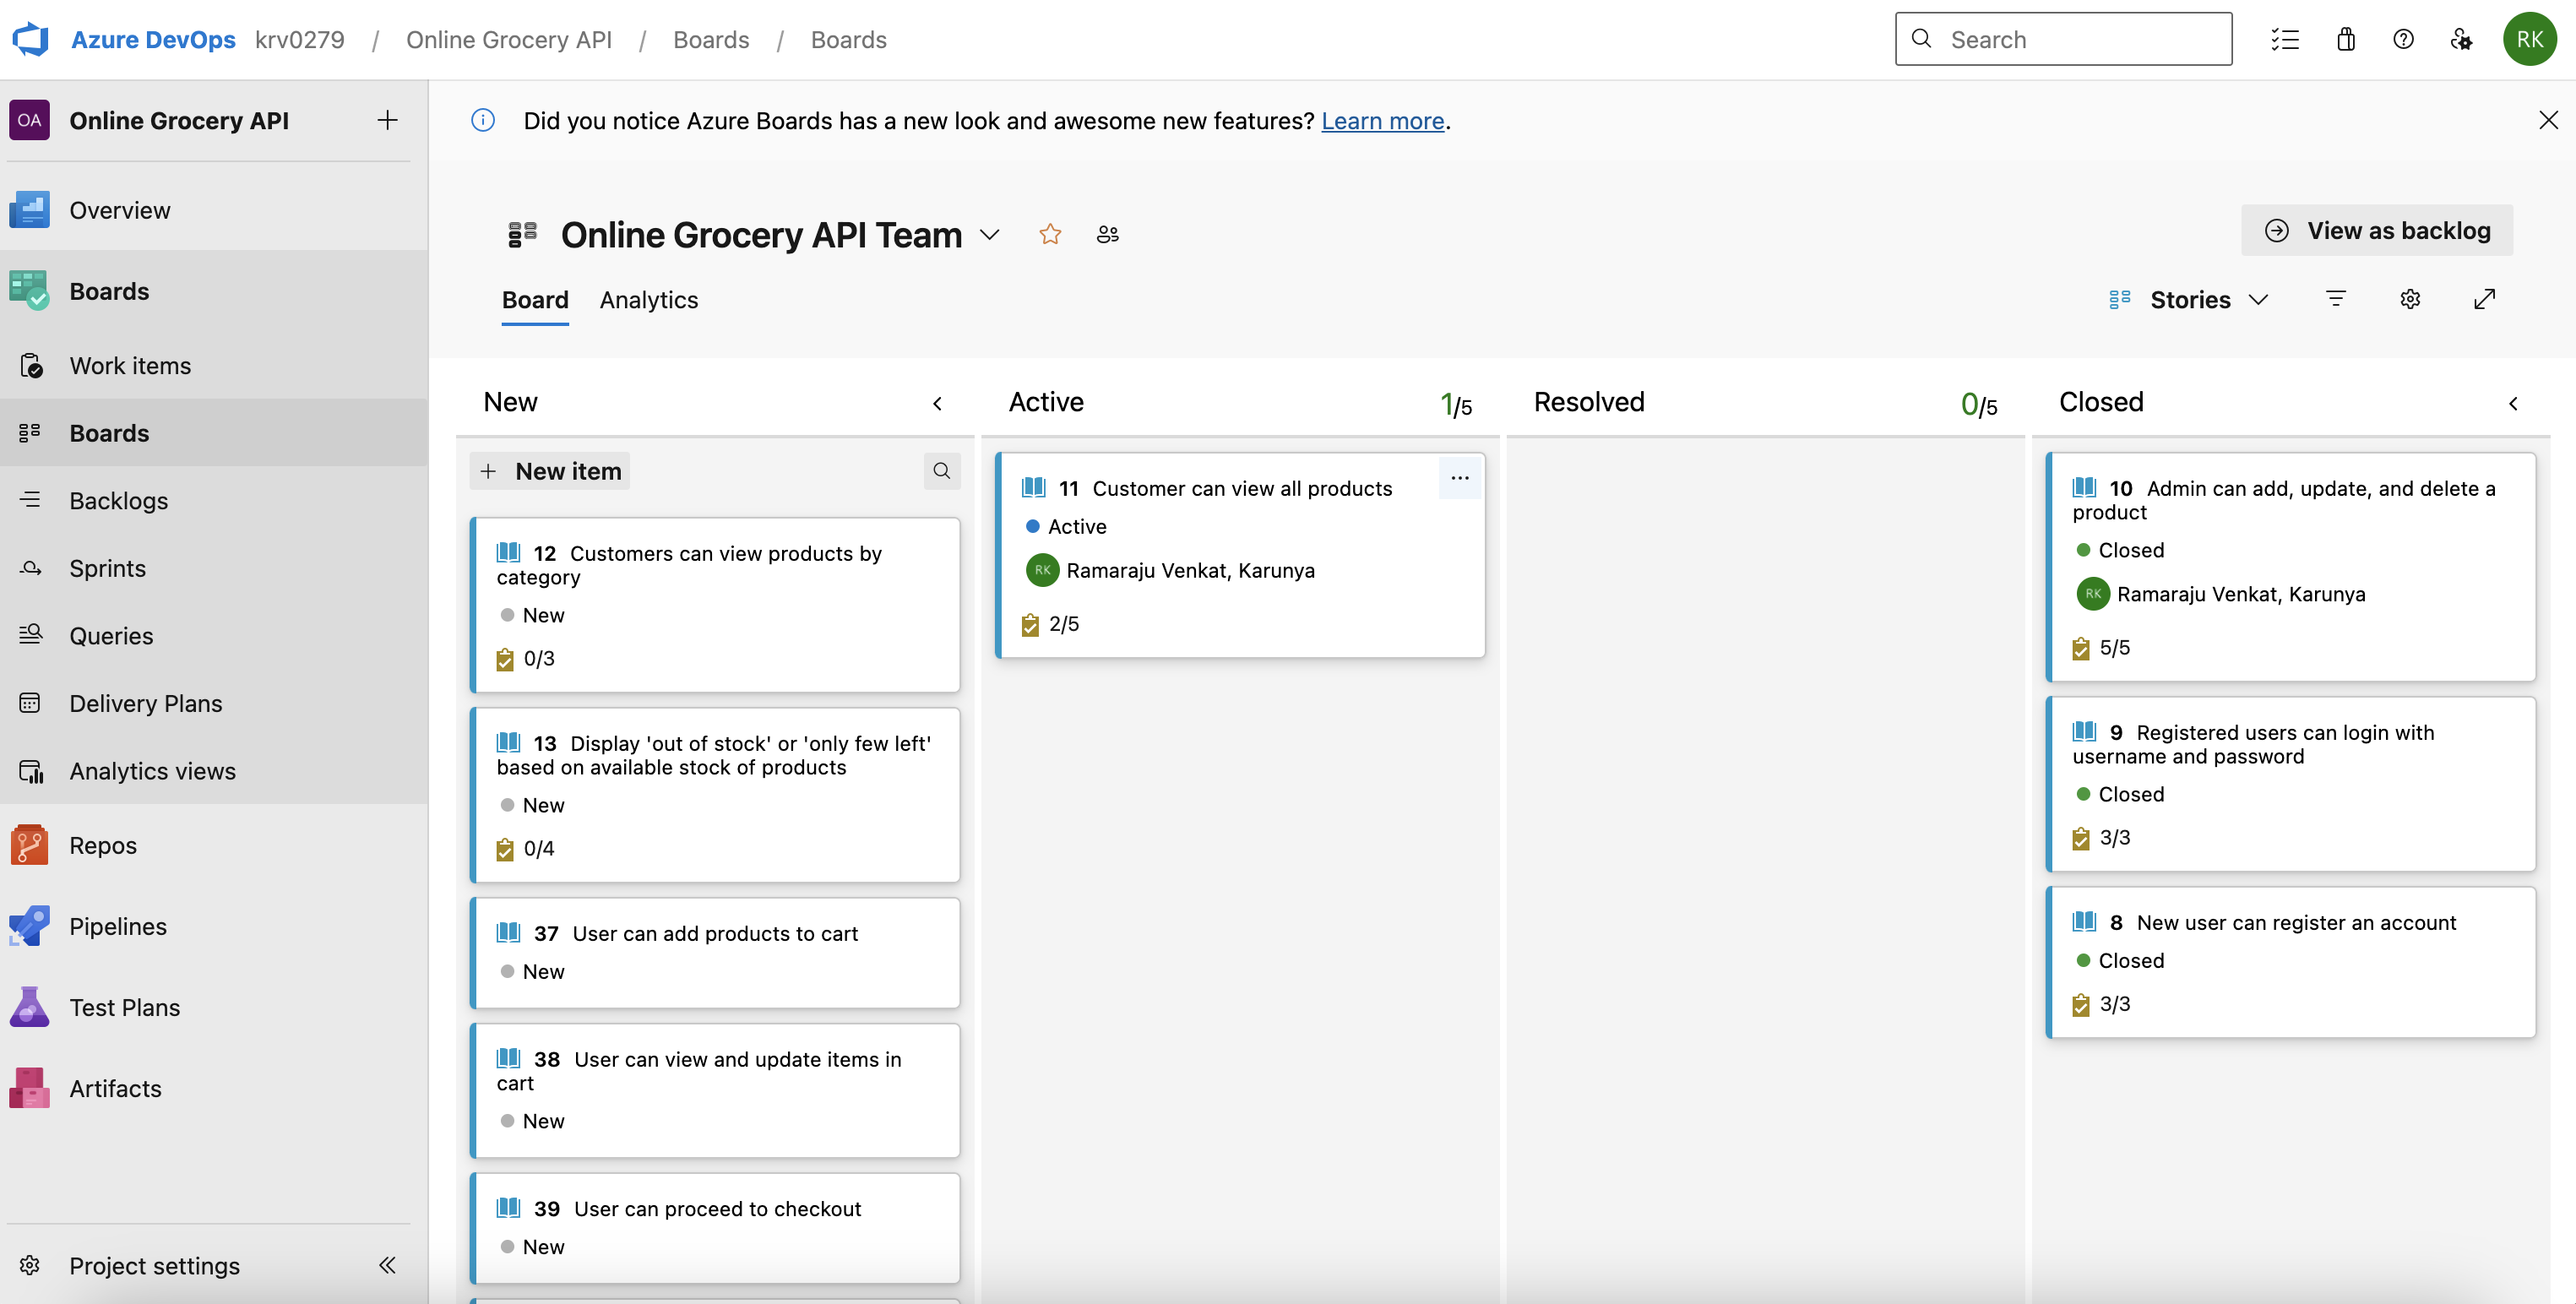 Azure DevOps krv0279 / Online Grocery API / Boards / Boards
Search
RK
OA Online Grocery API
Overview
Boards
Work items
Boards
Backlogs
Sprints
Queries
Delivery Plans
Analytics views
Repos
Pipelines
Test Plans
Artifacts
Project settings
Did you notice Azure Boards has a new look and awesome new features? Learn more.
Online Grocery API Team
View as backlog
Board Analytics
Stories
New
New item
12 Customers can view products by
category
New
0/3
13 Display 'out of stock' or 'only few left'
based on available stock of products
New
0/4
37 User can add products to cart
New
38 User can view and update items in
cart
New
39 User can proceed to checkout
New
Active 1/5
11 Customer can view all products
Active
RK Ramaraju Venkat, Karunya
2/5
Resolved 0/5
Closed
10 Admin can add, update, and delete a
product
Closed
RK Ramaraju Venkat, Karunya
5/5
9 Registered users can login with
username and password
Closed
3/3
8 New user can register an account
Closed
3/3